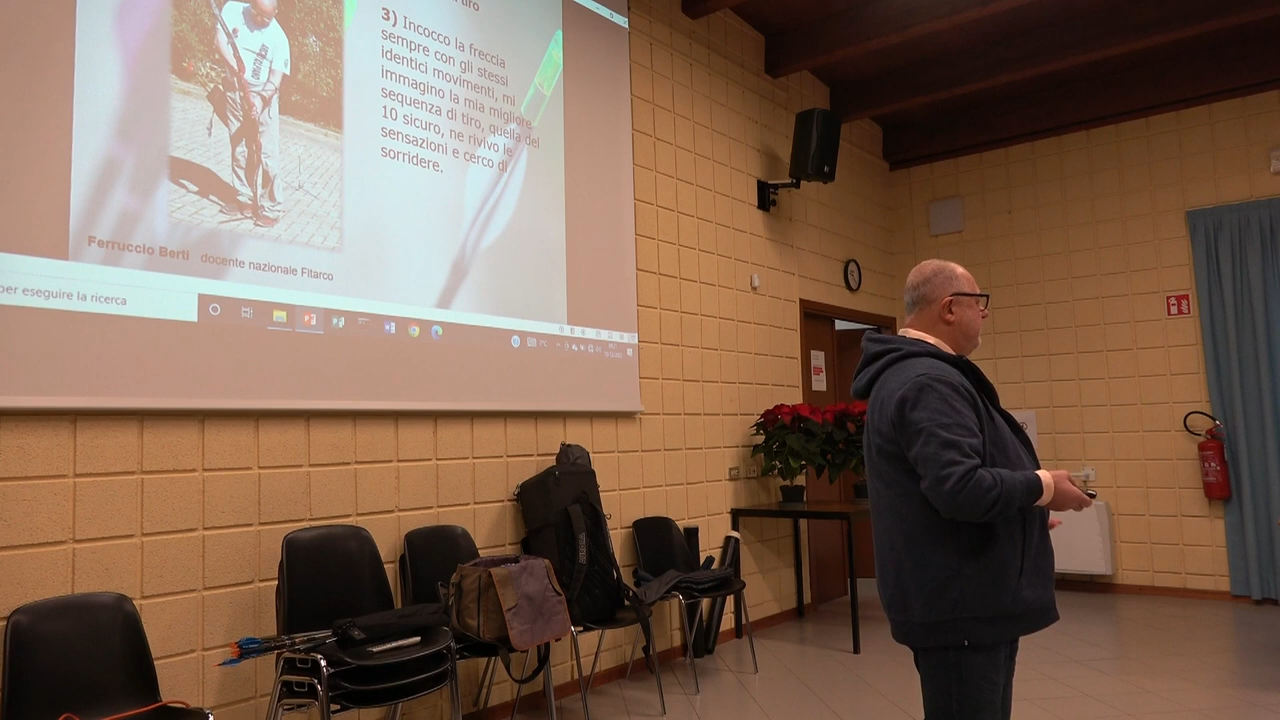 tiro
3) Incocco la freccia
sempre con gli stessi
identici movimenti, mi
immagino la mia migliore
sequenza di tiro, quella del
10 sicuro, ne rivivo le
sensazioni e cerco di
sorridere.
Ferruccio Berti docente nazionale Fitarco
per eseguire la ricerca